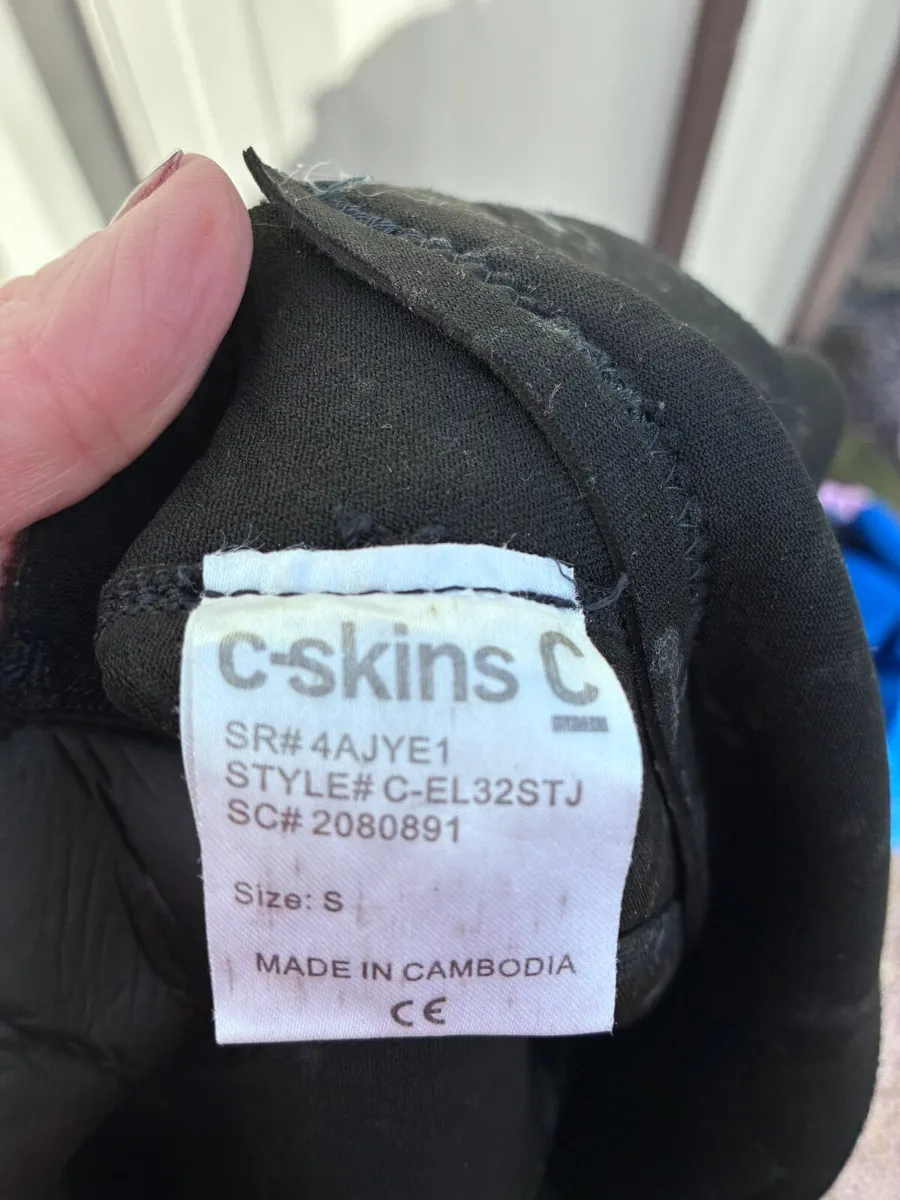 c-skins C
SR# 4AJYE1
STYLE# C-EL32STJ
SC# 2080891
Size: S
MADE IN CAMBODIA
CE